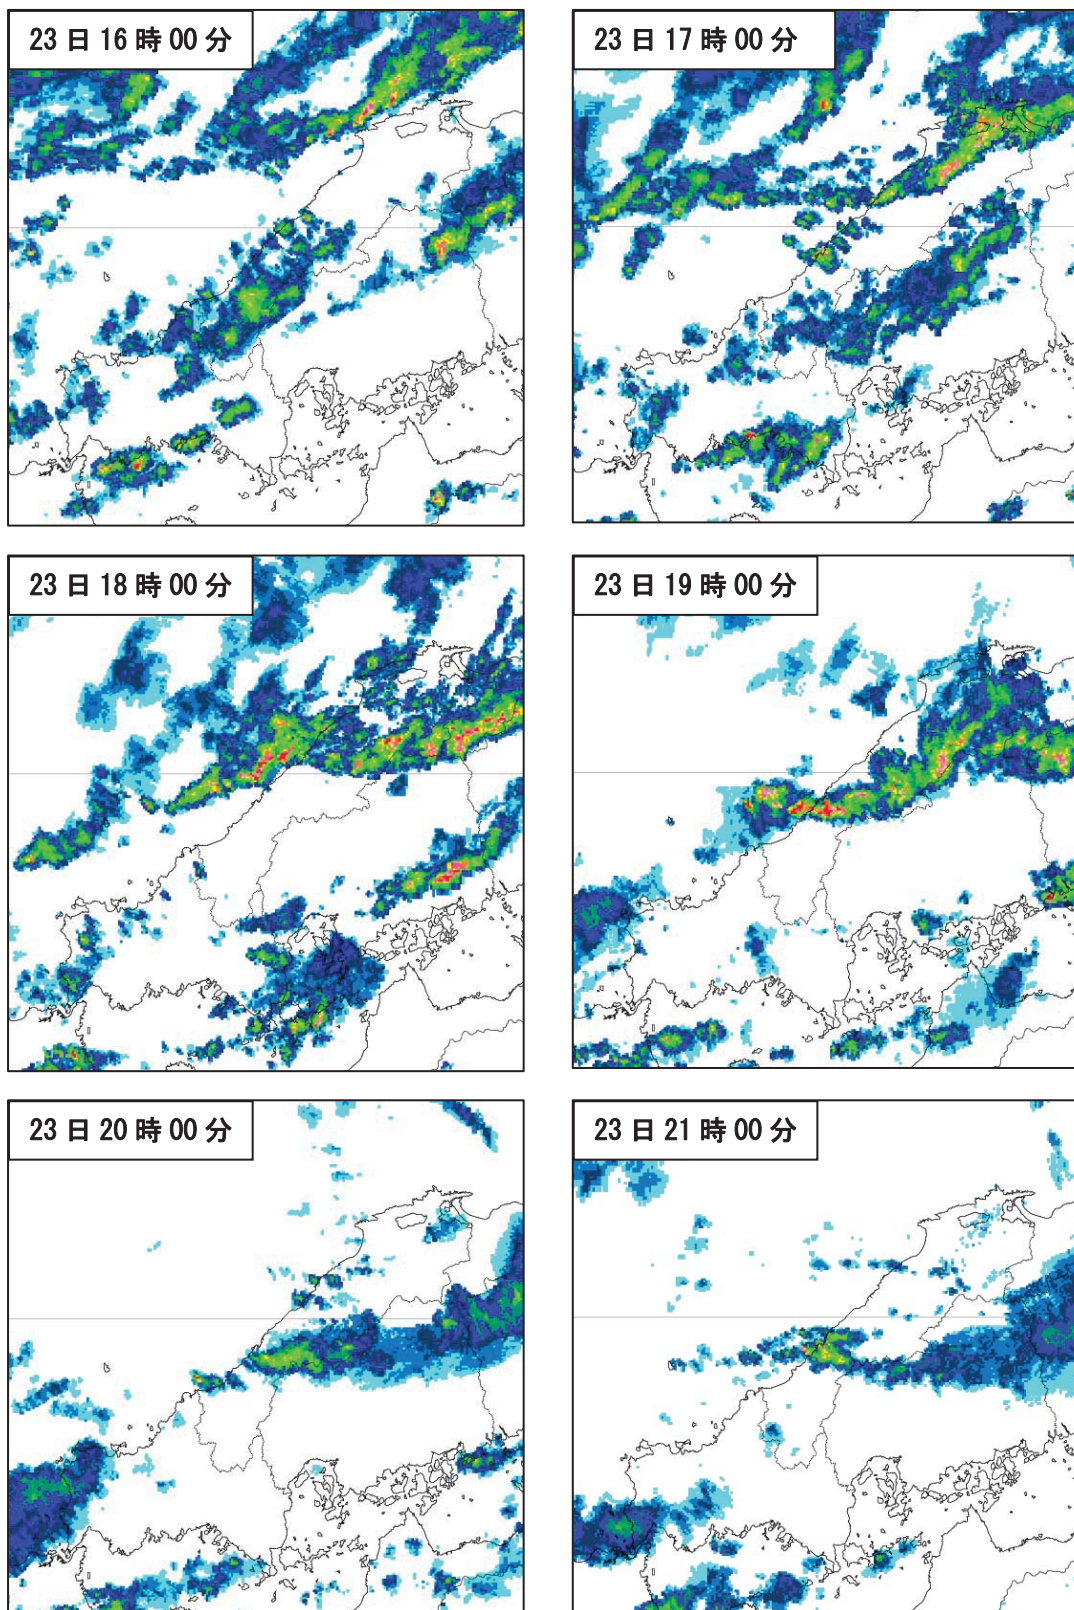 23 日 16 時 00 分
23 日 17 時 00 分
23 日 18 時 00 分
23 日 19 時 00 分
23 日 20 時 00 分
23 日 21 時 00 分